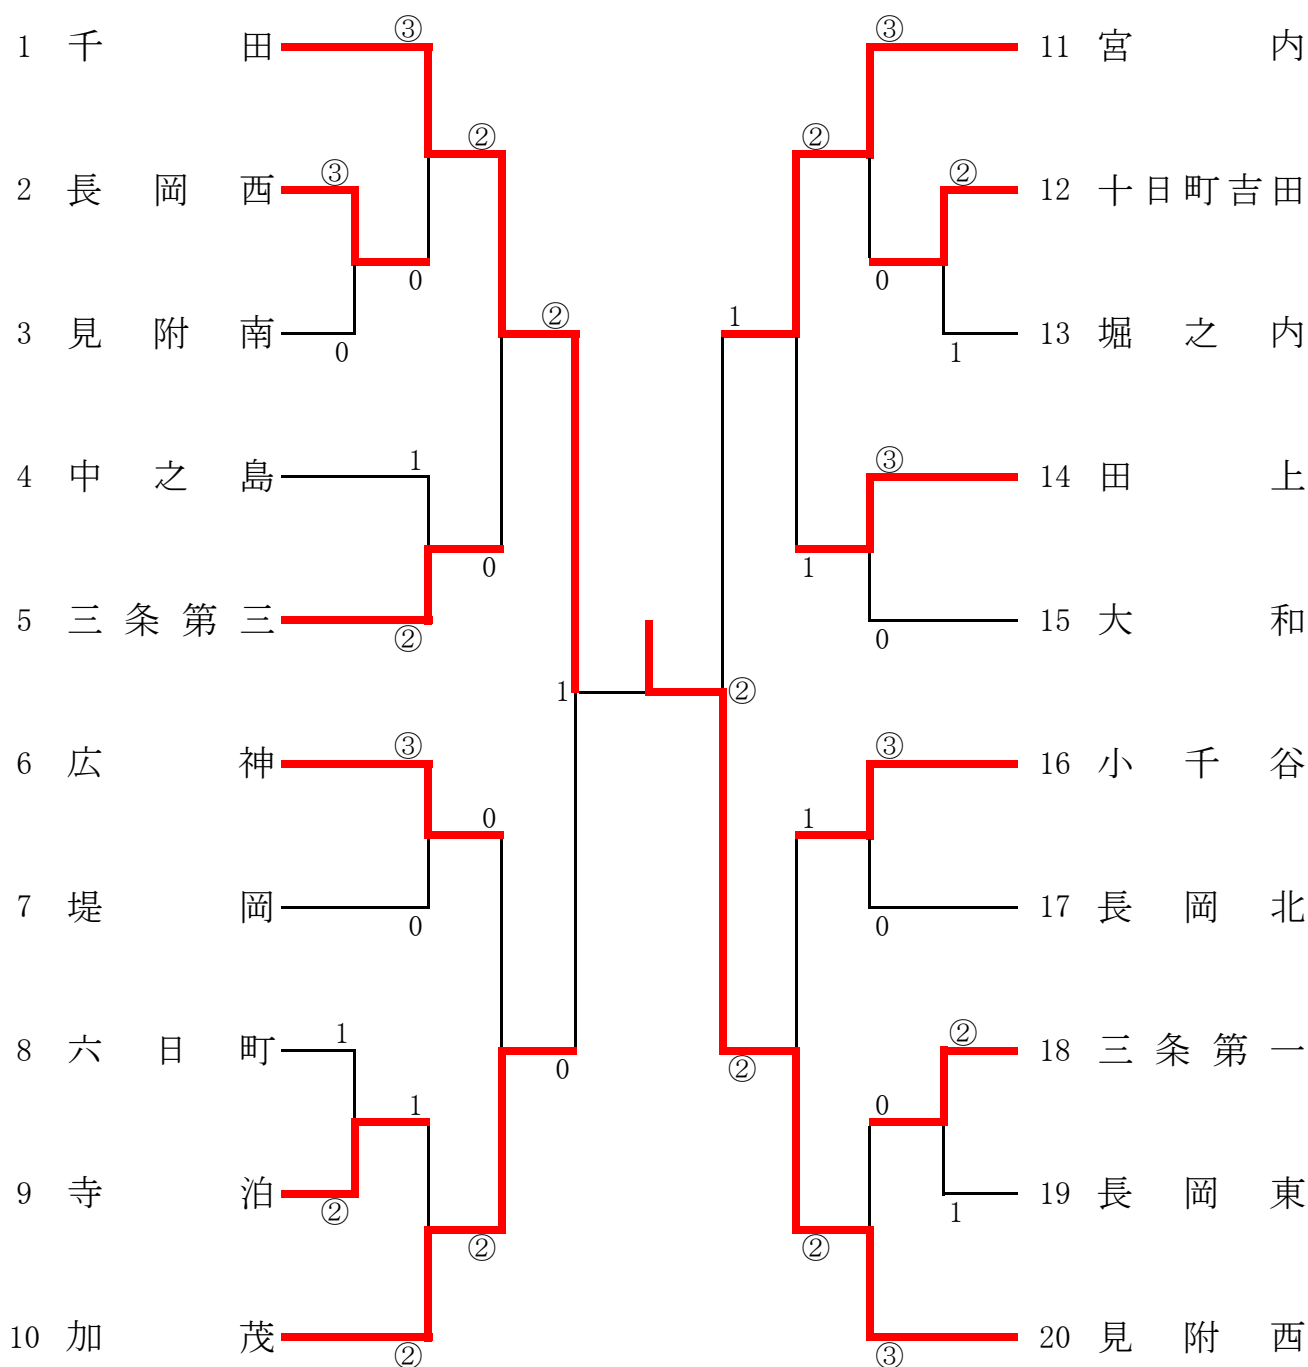 ③ ③
1 千田 11 宮内
② ②
③ ②
2 長岡西 12 十日町吉田
0 0
② 1
3 見附南 13 堀之内
0 1
1 ③
4 中之島 14 田上
0 1
5 三条第三 15 大和
② 0
1 ②
③ ③
6 広神 16 小千谷
0 1
7 堤岡 17 長岡北
0 0
1 ②
8 六日町 18 三条第一
0 ②
1 0
9 寺泊 19 長岡東
② 1
② ②
10 加茂 20 見附西
② ③